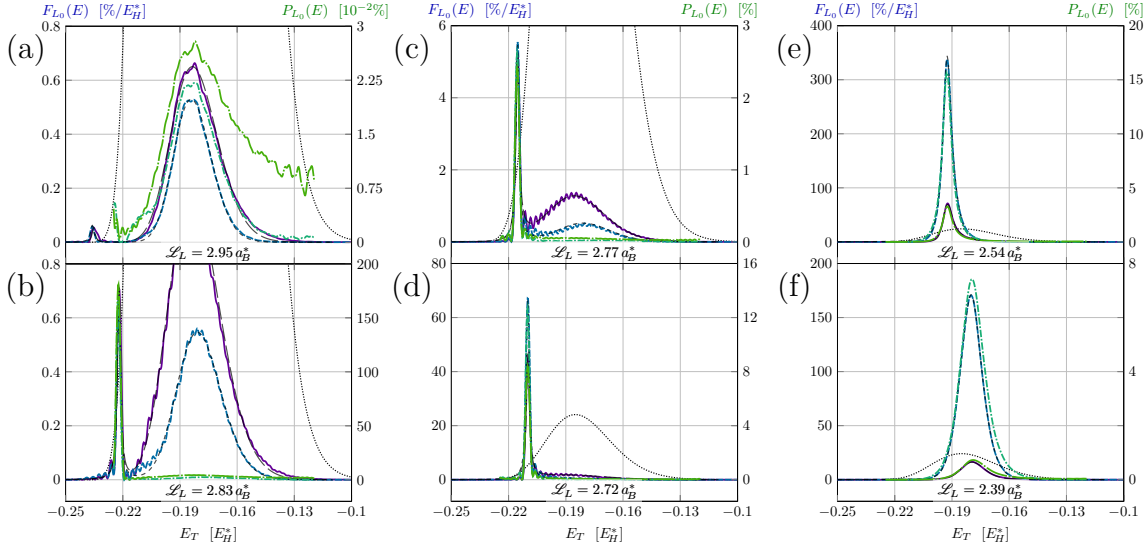 F_{L_0}(E) [%/E_H^*] P_{L_0}(E) [10^{-2}%] F_{L_0}(E) [%/E_H^*] P_{L_0}(E) [%] F_{L_0}(E) [%/E_H^*] P_{L_0}(E) [%]
(a) 0.8 0.6 0.4 0.2 0
3 2.25 1.5 0.75 0
ℒ_L = 2.95 a_B^*
(c) 6 4 2 0
3 2 1 0
ℒ_L = 2.77 a_B^*
(e) 400 300 200 100 0
20 15 10 5 0
ℒ_L = 2.54 a_B^*
(b) 0.8 0.6 0.4 0.2 0
200 150 100 50 0
ℒ_L = 2.83 a_B^*
(d) 80 60 40 20 0
16 12 8 4 0
ℒ_L = 2.72 a_B^*
(f) 200 150 100 50 0
8 6 4 2 0
ℒ_L = 2.39 a_B^*
−0.25 −0.22 −0.19 −0.16 −0.13 −0.1 −0.25 −0.22 −0.19 −0.16 −0.13 −0.1 −0.25 −0.22 −0.19 −0.16 −0.13 −0.1
E_T [E_H^*] E_T [E_H^*] E_T [E_H^*]